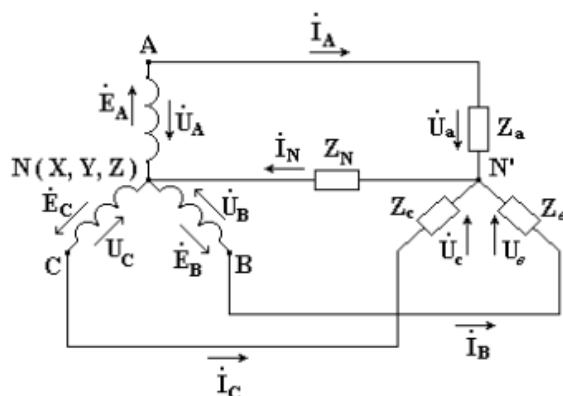 İ_A
A
Ė_A
U̇_A
U̇_a
Z_a
İ_N
Z_N
N(X, Y, Z)
N'
Ė_C
U_C
U̇_B
Ė_B
C
B
Z_c
U̇_c
U_в
Z_в
İ_B
İ_C